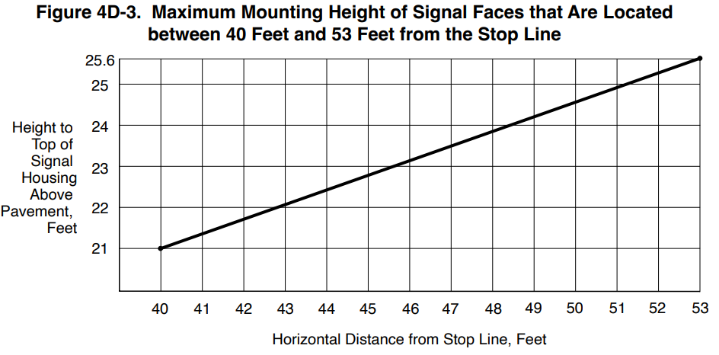 Figure 4D-3. Maximum Mounting Height of Signal Faces that Are Located
between 40 Feet and 53 Feet from the Stop Line
25.6
25
24
23
22
21
Height to
Top of
Signal
Housing
Above
Pavement,
Feet
40 41 42 43 44 45 46 47 48 49 50 51 52 53
Horizontal Distance from Stop Line, Feet